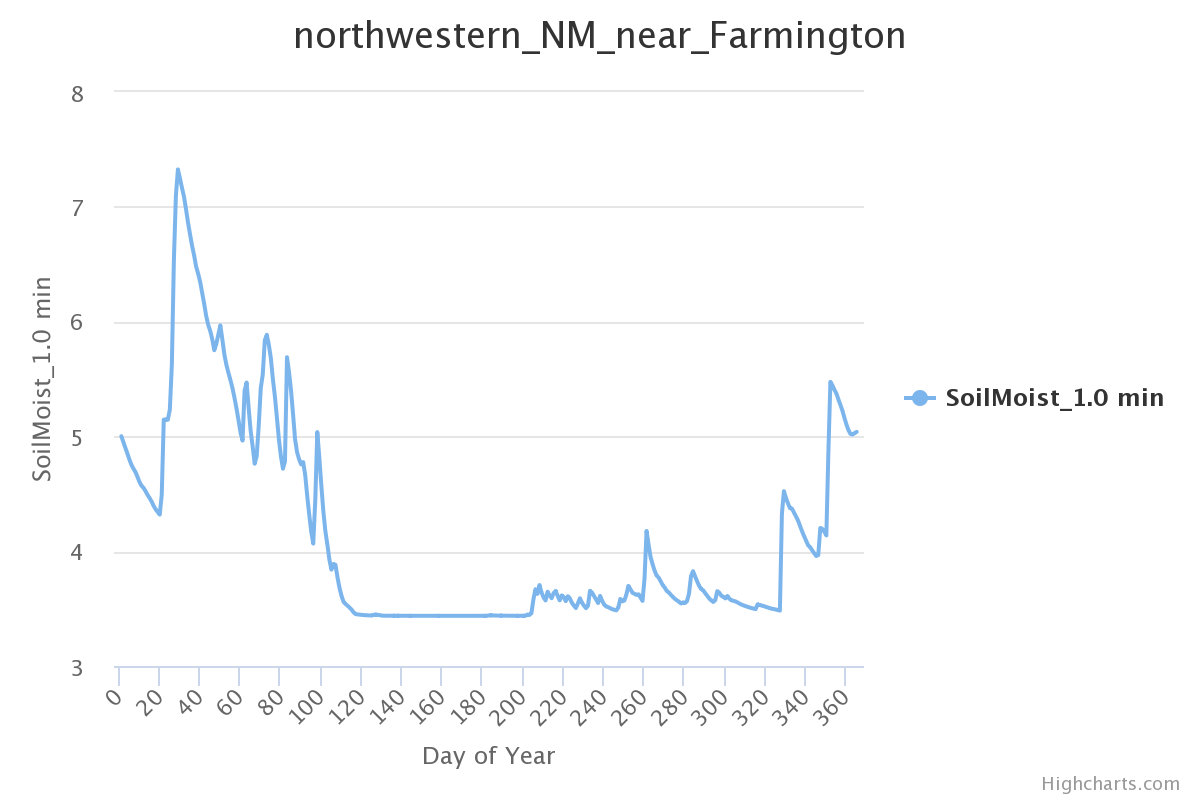 northwestern_NM_near_Farmington
8
7
6
5
4
3
SoilMoist_1.0 min
0 20 40 60 80 100 120 140 160 180 200 220 240 260 280 300 320 340 360
Day of Year
SoilMoist_1.0 min
Highcharts.com